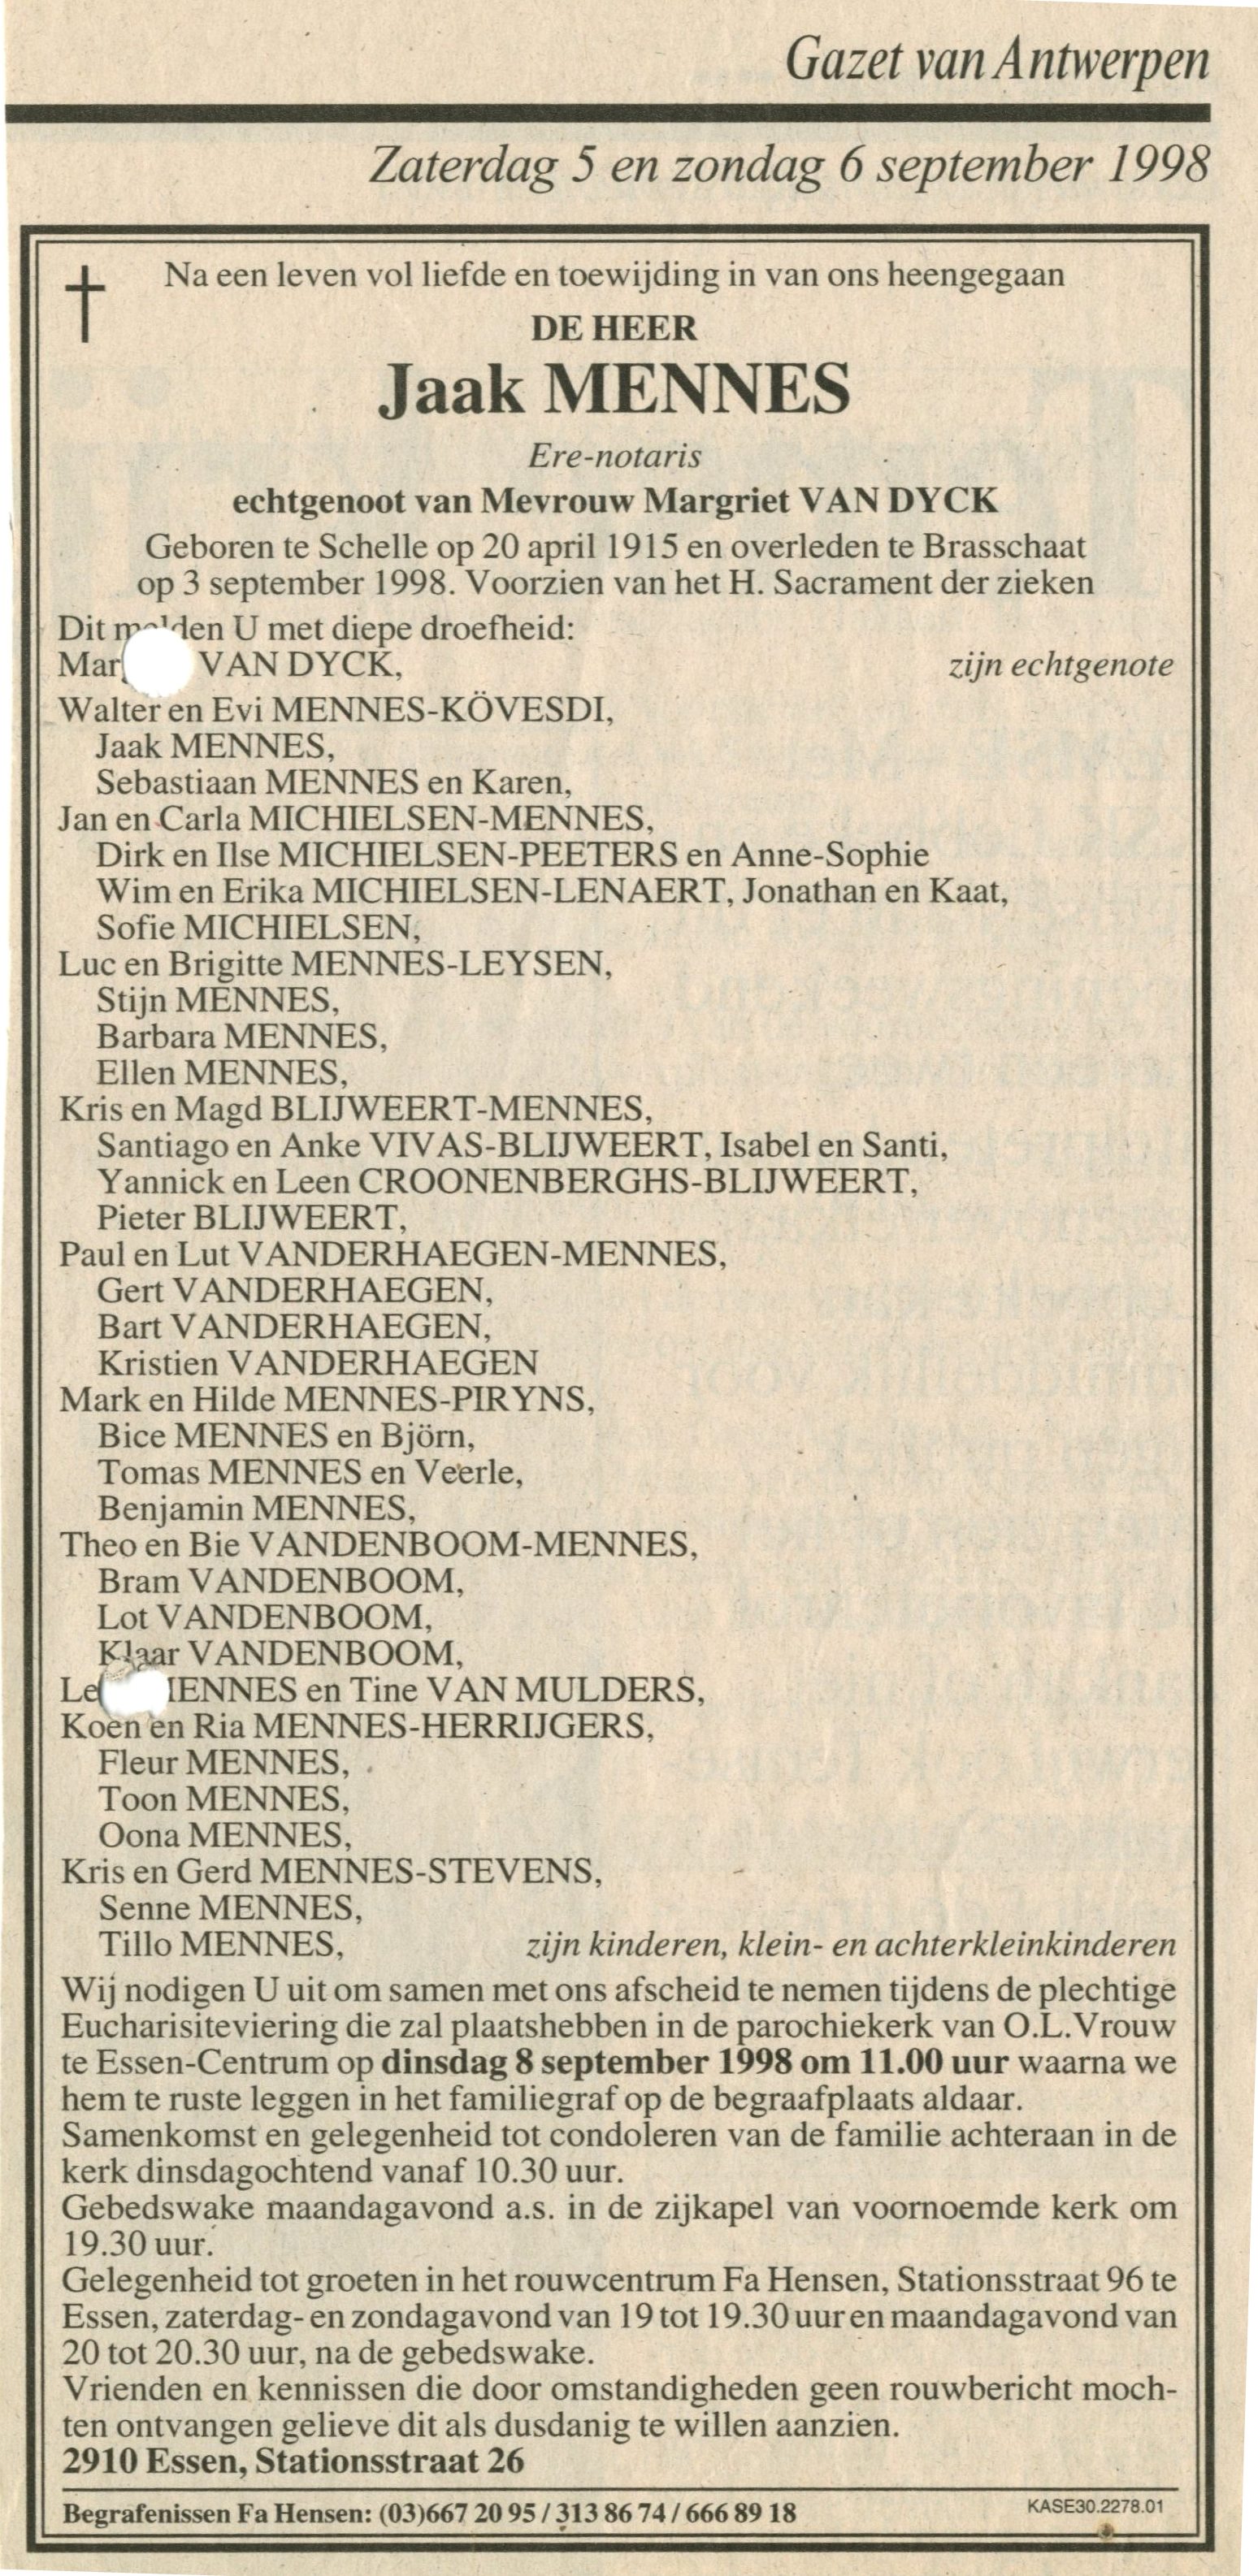 Gazet van Antwerpen
Zaterdag 5 en zondag 6 september 1998
Na een leven vol liefde en toewijding in van ons heengegaan
DE HEER
Jaak MENNES
Ere-notaris
echtgenoot van Mevrouw Margriet VAN DYCK
Geboren te Schelle op 20 april 1915 en overleden te Brasschaat
op 3 september 1998. Voorzien van het H. Sacrament der zieken
Dit melden U met diepe droefheid:
VAN DYCK, zijn echtgenote
Walter en Evi MENNES-KÖVESDI,
Jaak MENNES,
Sebastiaan MENNES en Karen,
Jan en Carla MICHIELSEN-MENNES,
Dirk en Ilse MICHIELSEN-PEETERS en Anne-Sophie
Wim en Erika MICHIELSEN-LENAERT, Jonathan en Kaat,
Sofie MICHIELSEN,
Luc en Brigitte MENNES-LEYSEN,
Stijn MENNES,
Barbara MENNES,
Ellen MENNES,
Kris en Magd BLIJWEERT-MENNES,
Santiago en Anke VIVAS-BLIJWEERT, Isabel en Santi,
Yannick en Leen CROONENBERGHS-BLIJWEERT,
Pieter BLIJWEERT,
Paul en Lut VANDERHAEGEN-MENNES,
Gert VANDERHAEGEN,
Bart VANDERHAEGEN,
Kristien VANDERHAEGEN
Mark en Hilde MENNES-PIRYNS,
Bice MENNES en Björn,
Tomas MENNES en Veerle,
Benjamin MENNES,
Theo en Bie VANDENBOOM-MENNES,
Bram VANDENBOOM,
Lot VANDENBOOM,
Klaar VANDENBOOM,
MENNES en Tine VAN MULDERS,
Koen en Ria MENNES-HERRIJGERS,
Fleur MENNES,
Toon MENNES,
Oona MENNES,
Kris en Gerd MENNES-STEVENS,
Senne MENNES,
Tillo MENNES, zijn kinderen, klein- en achterkleinkinderen
Wij nodigen U uit om samen met ons afscheid te nemen tijdens de plechtige
Eucharisiteviering die zal plaatshebben in de parochiekerk van O.L.Vrouw
te Essen-Centrum op dinsdag 8 september 1998 om 11.00 uur waarna we
hem te ruste leggen in het familiegraf op de begraafplaats aldaar.
Samenkomst en gelegenheid tot condoleren van de familie achteraan in de
kerk dinsdagochtend vanaf 10.30 uur.
Gebedswake maandagavond a.s. in de zijkapel van voornoemde kerk om
19.30 uur.
Gelegenheid tot groeten in het rouwcentrum Fa Hensen, Stationsstraat 96 te
Essen, zaterdag- en zondagavond van 19 tot 19.30 uur en maandagavond van
20 tot 20.30 uur, na de gebedswake.
Vrienden en kennissen die door omstandigheden geen rouwbericht moch-
ten ontvangen gelieve dit als dusdanig te willen aanzien.
2910 Essen, Stationsstraat 26
Begrafenissen Fa Hensen: (03)667 20 95 / 313 86 74 / 666 89 18
KASE30.2278.01